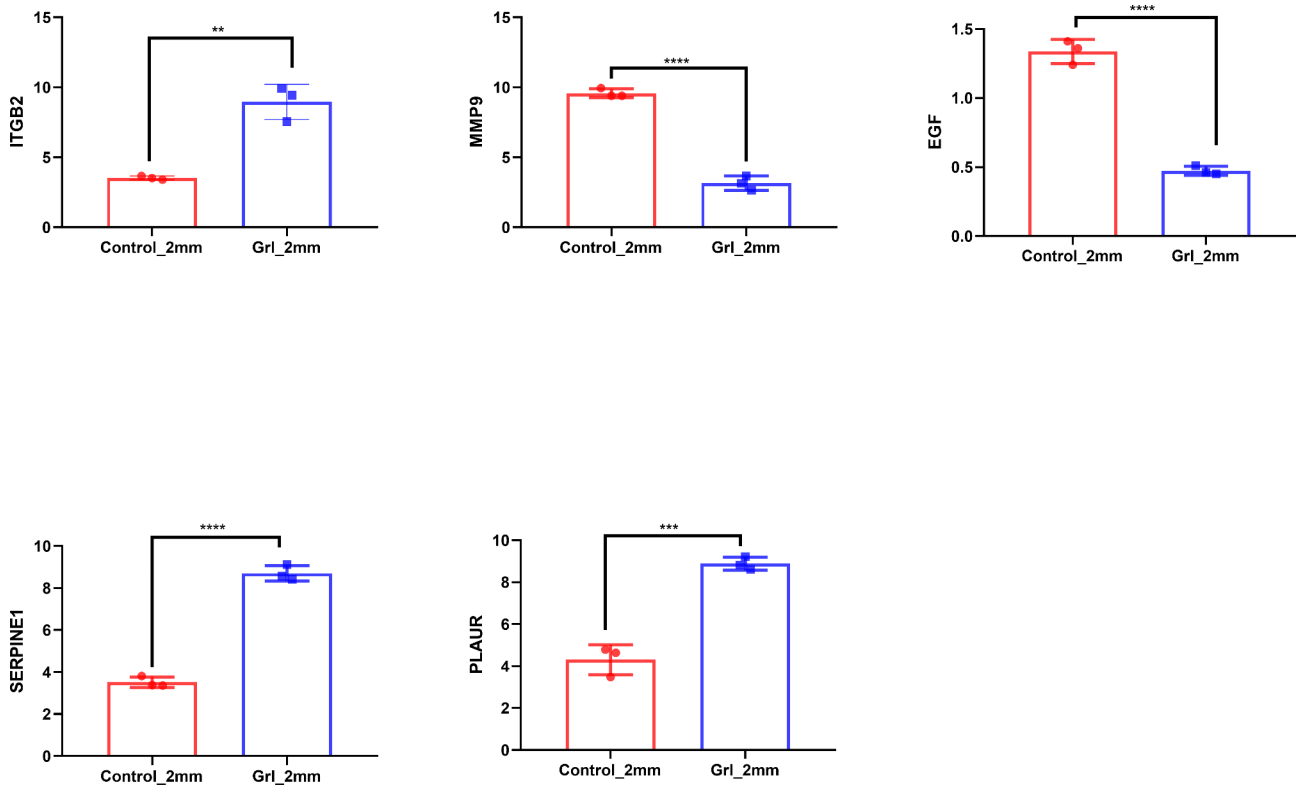 ITGB2
15
10
5
0
**
Control_2mm
Grl_2mm
MMP9
15
10
5
0
****
Control_2mm
Grl_2mm
EGF
1.5
1.0
0.5
0.0
****
Control_2mm
Grl_2mm
SERPINE1
10
8
6
4
2
0
****
Control_2mm
Grl_2mm
PLAUR
10
8
6
4
2
0
***
Control_2mm
Grl_2mm